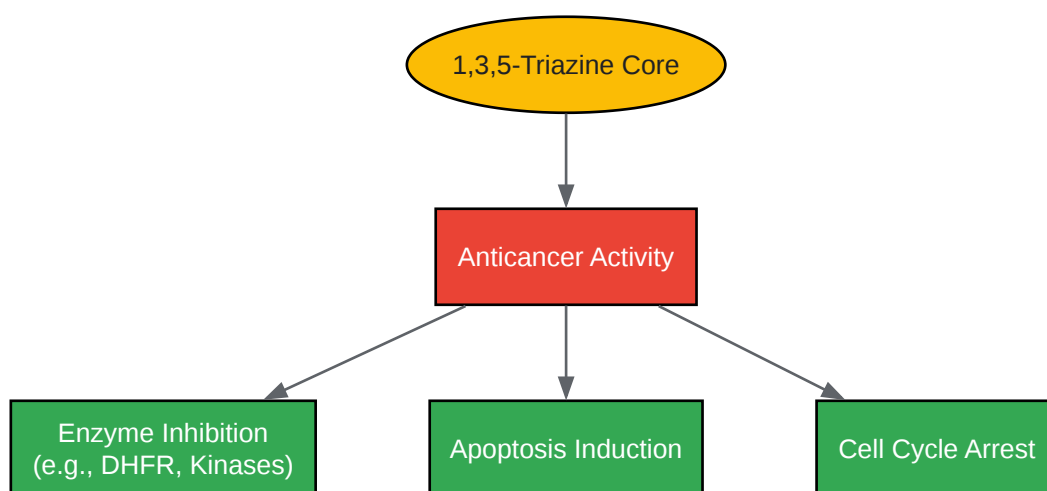 1,3,5-Triazine Core
Anticancer Activity
Enzyme Inhibition
(e.g., DHFR, Kinases)
Apoptosis Induction
Cell Cycle Arrest